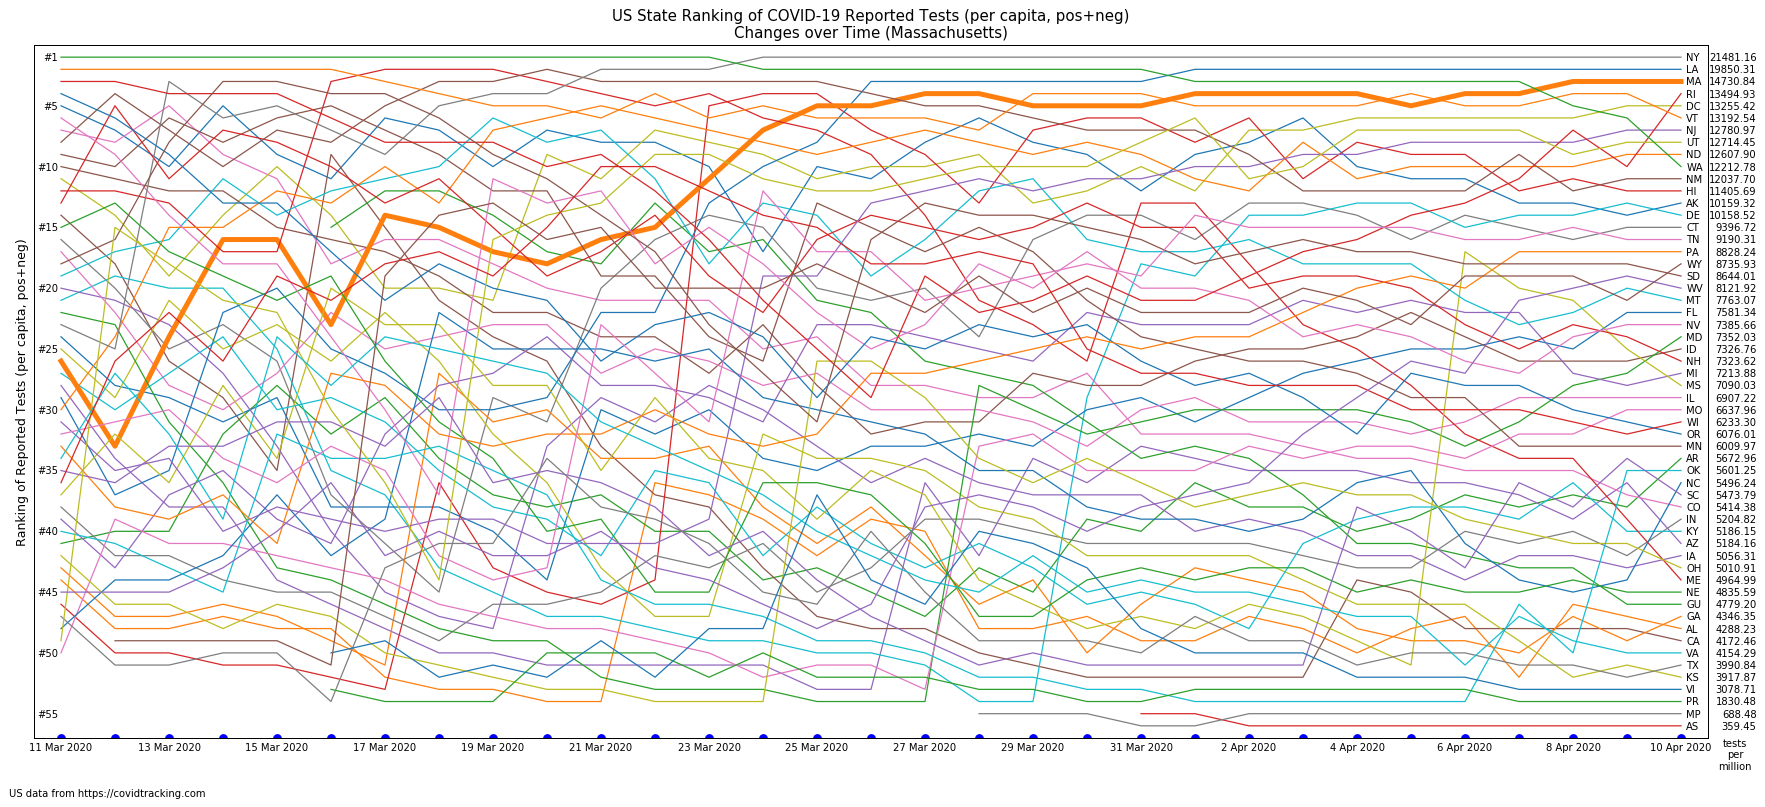 US State Ranking of COVID-19 Reported Tests (per capita, pos+neg)
Changes over Time (Massachusetts)
Ranking of Reported Tests (per capita, pos+neg)
#1
#5
#10
#15
#20
#25
#30
#35
#40
#45
#50
#55
NY 21481.16
LA 19850.31
MA 14730.84
RI 13494.93
DC 13255.42
VT 13192.54
NJ 12780.97
UT 12714.45
ND 12607.90
WA 12212.78
NM 12037.70
HI 11405.69
AK 10159.32
DE 10158.52
CT 9396.72
TN 9190.31
PA 8828.24
WY 8735.93
SD 8644.01
WV 8121.92
MT 7763.07
FL 7581.34
NV 7385.66
MD 7352.03
ID 7326.76
NH 7323.62
MI 7213.88
MS 7090.03
IL 6907.22
MO 6637.96
WI 6233.30
OR 6076.01
MN 6009.97
AR 5672.96
OK 5601.25
NC 5496.24
SC 5473.79
CO 5414.38
IN 5204.82
KY 5186.15
AZ 5184.16
IA 5056.31
OH 5010.91
ME 4964.99
NE 4835.59
GU 4779.20
GA 4346.35
AL 4288.23
CA 4172.46
VA 4154.29
TX 3990.84
KS 3917.87
VI 3078.71
PR 1830.48
MP 688.48
AS 359.45
11 Mar 2020
13 Mar 2020
15 Mar 2020
17 Mar 2020
19 Mar 2020
21 Mar 2020
23 Mar 2020
25 Mar 2020
27 Mar 2020
29 Mar 2020
31 Mar 2020
2 Apr 2020
4 Apr 2020
6 Apr 2020
8 Apr 2020
10 Apr 2020
tests
per
million
US data from https://covidtracking.com